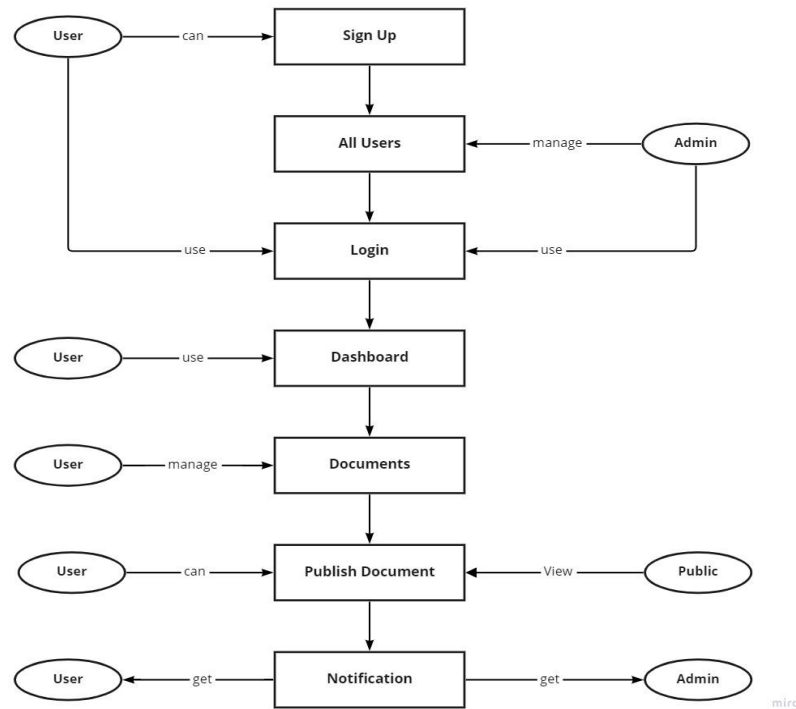 User can Sign Up
All Users manage Admin
use Login use
User use Dashboard
User manage Documents
User can Publish Document View Public
User get Notification get Admin